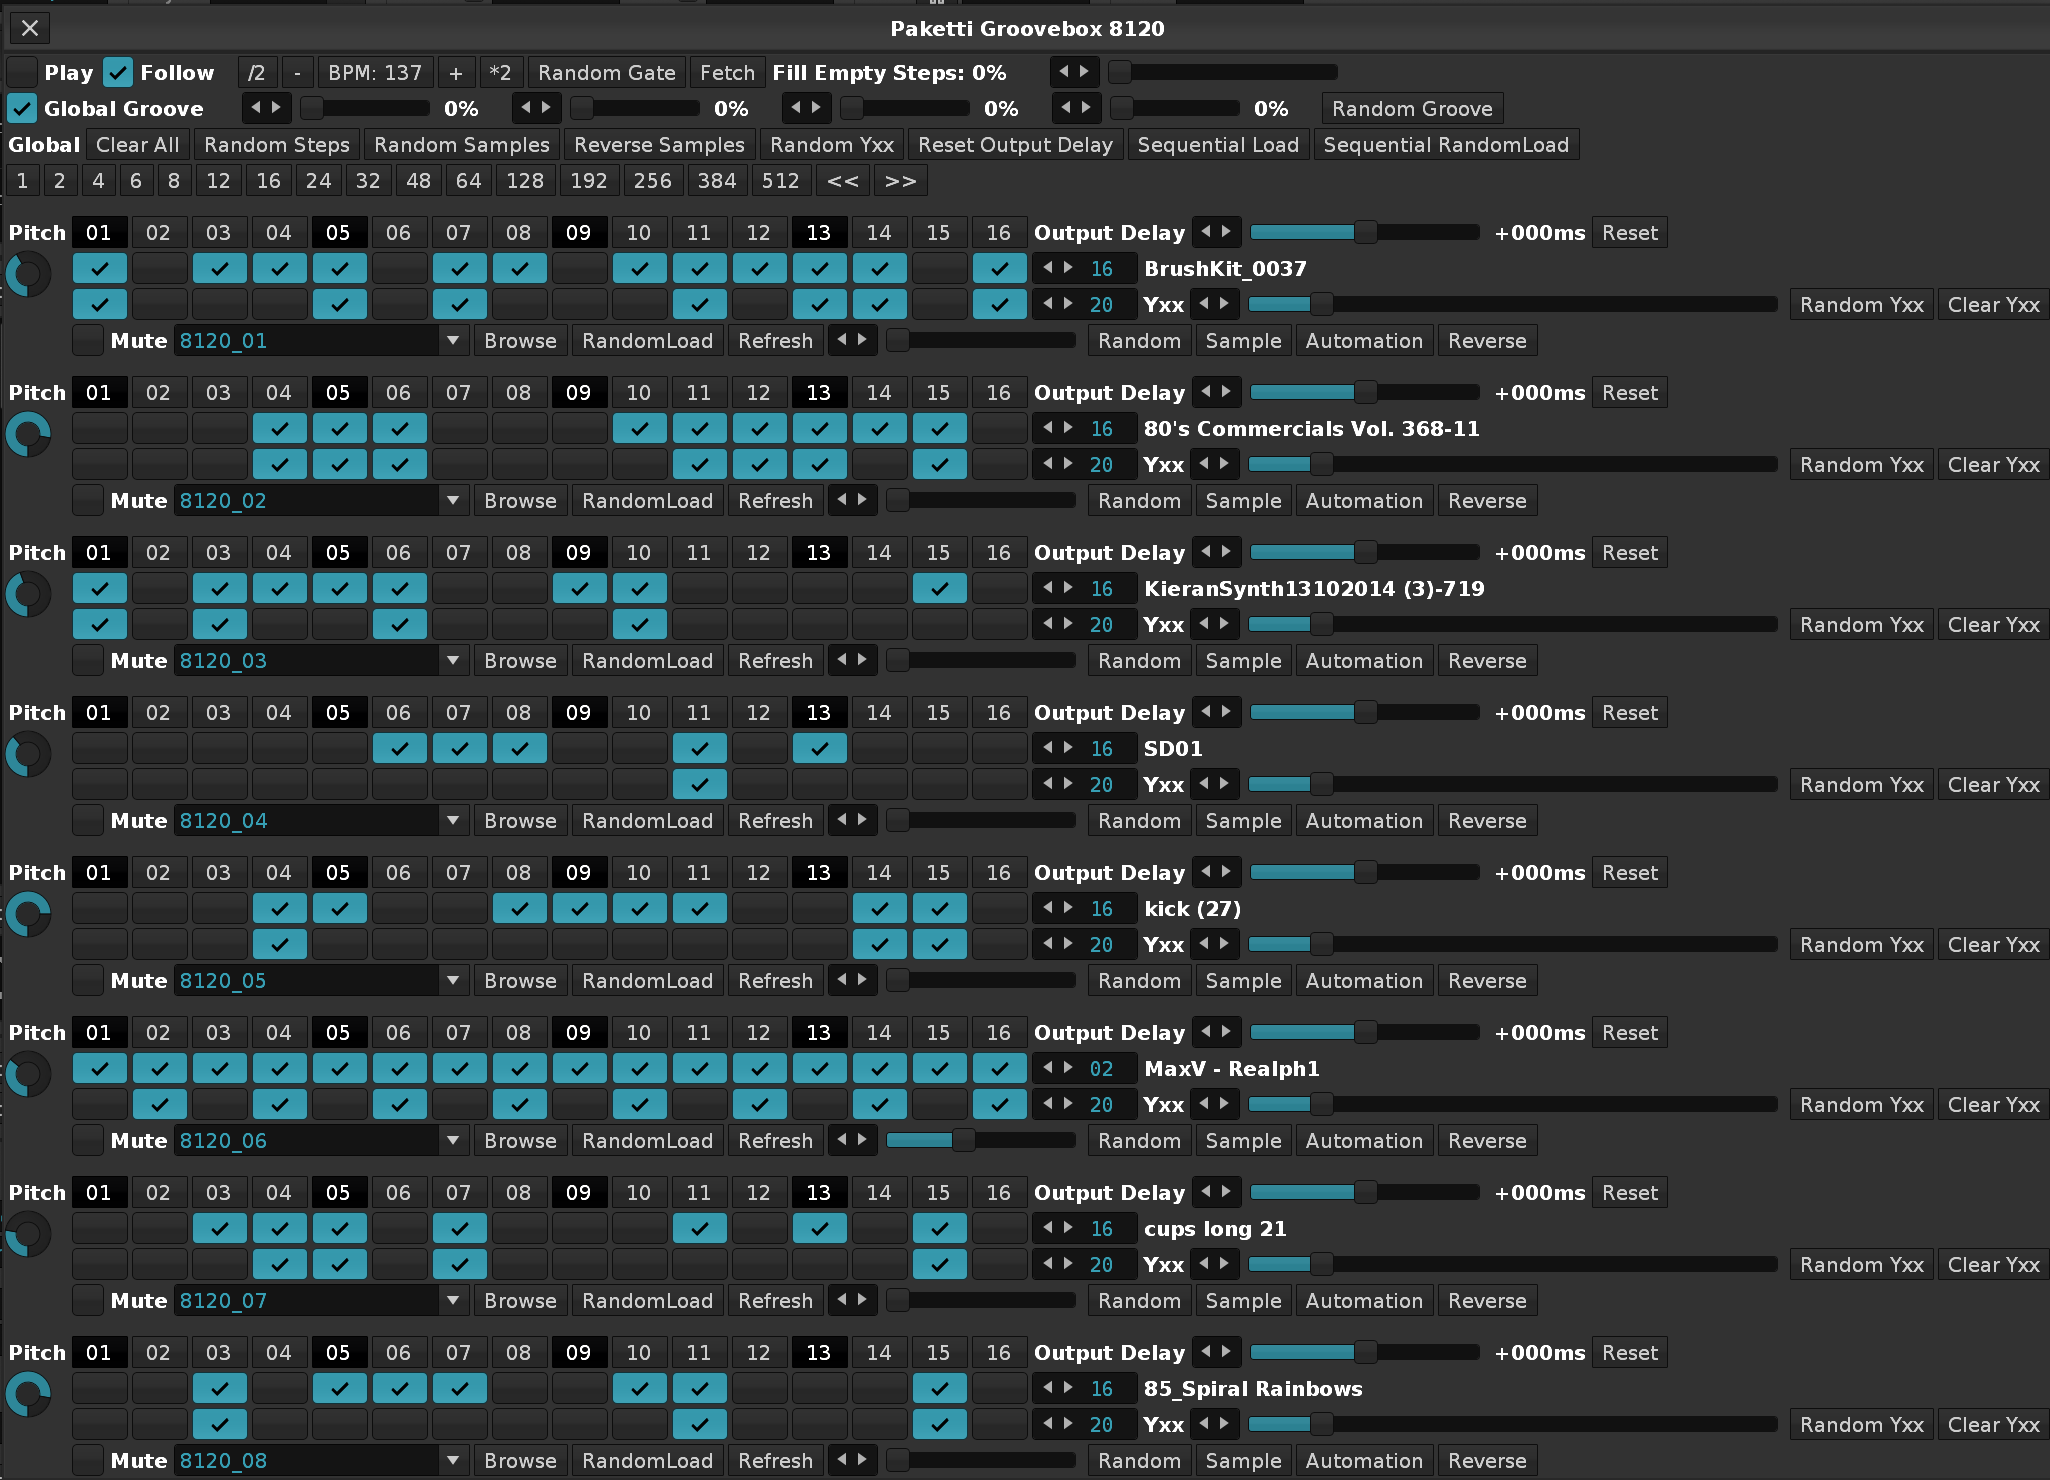 Paketti Groovebox 8120
Play Follow /2 - BPM: 137 + *2 Random Gate Fetch Fill Empty Steps: 0%
Global Groove 0% 0% 0% 0% Random Groove
Global Clear All Random Steps Random Samples Reverse Samples Random Yxx Reset Output Delay Sequential Load Sequential RandomLoad
1 2 4 6 8 12 16 24 32 48 64 128 192 256 384 512 << >>
Pitch 01 02 03 04 05 06 07 08 09 10 11 12 13 14 15 16 Output Delay +000ms Reset
16 BrushKit_0037
20 Yxx Random Yxx Clear Yxx
Mute 8120_01 Browse RandomLoad Refresh Random Sample Automation Reverse
Pitch 01 02 03 04 05 06 07 08 09 10 11 12 13 14 15 16 Output Delay +000ms Reset
16 80's Commercials Vol. 368-11
20 Yxx Random Yxx Clear Yxx
Mute 8120_02 Browse RandomLoad Refresh Random Sample Automation Reverse
Pitch 01 02 03 04 05 06 07 08 09 10 11 12 13 14 15 16 Output Delay +000ms Reset
16 KieranSynth13102014 (3)-719
20 Yxx Random Yxx Clear Yxx
Mute 8120_03 Browse RandomLoad Refresh Random Sample Automation Reverse
Pitch 01 02 03 04 05 06 07 08 09 10 11 12 13 14 15 16 Output Delay +000ms Reset
16 SD01
20 Yxx Random Yxx Clear Yxx
Mute 8120_04 Browse RandomLoad Refresh Random Sample Automation Reverse
Pitch 01 02 03 04 05 06 07 08 09 10 11 12 13 14 15 16 Output Delay +000ms Reset
16 kick (27)
20 Yxx Random Yxx Clear Yxx
Mute 8120_05 Browse RandomLoad Refresh Random Sample Automation Reverse
Pitch 01 02 03 04 05 06 07 08 09 10 11 12 13 14 15 16 Output Delay +000ms Reset
02 MaxV - Realph1
20 Yxx Random Yxx Clear Yxx
Mute 8120_06 Browse RandomLoad Refresh Random Sample Automation Reverse
Pitch 01 02 03 04 05 06 07 08 09 10 11 12 13 14 15 16 Output Delay +000ms Reset
16 cups long 21
20 Yxx Random Yxx Clear Yxx
Mute 8120_07 Browse RandomLoad Refresh Random Sample Automation Reverse
Pitch 01 02 03 04 05 06 07 08 09 10 11 12 13 14 15 16 Output Delay +000ms Reset
16 85_Spiral Rainbows
20 Yxx Random Yxx Clear Yxx
Mute 8120_08 Browse RandomLoad Refresh Random Sample Automation Reverse